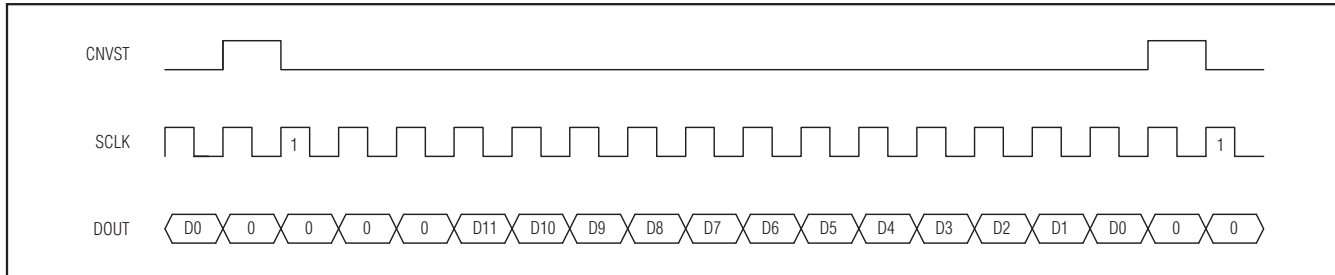 CNVST
SCLK 1 1
DOUT D0 0 0 0 0 D11 D10 D9 D8 D7 D6 D5 D4 D3 D2 D1 D0 0 0